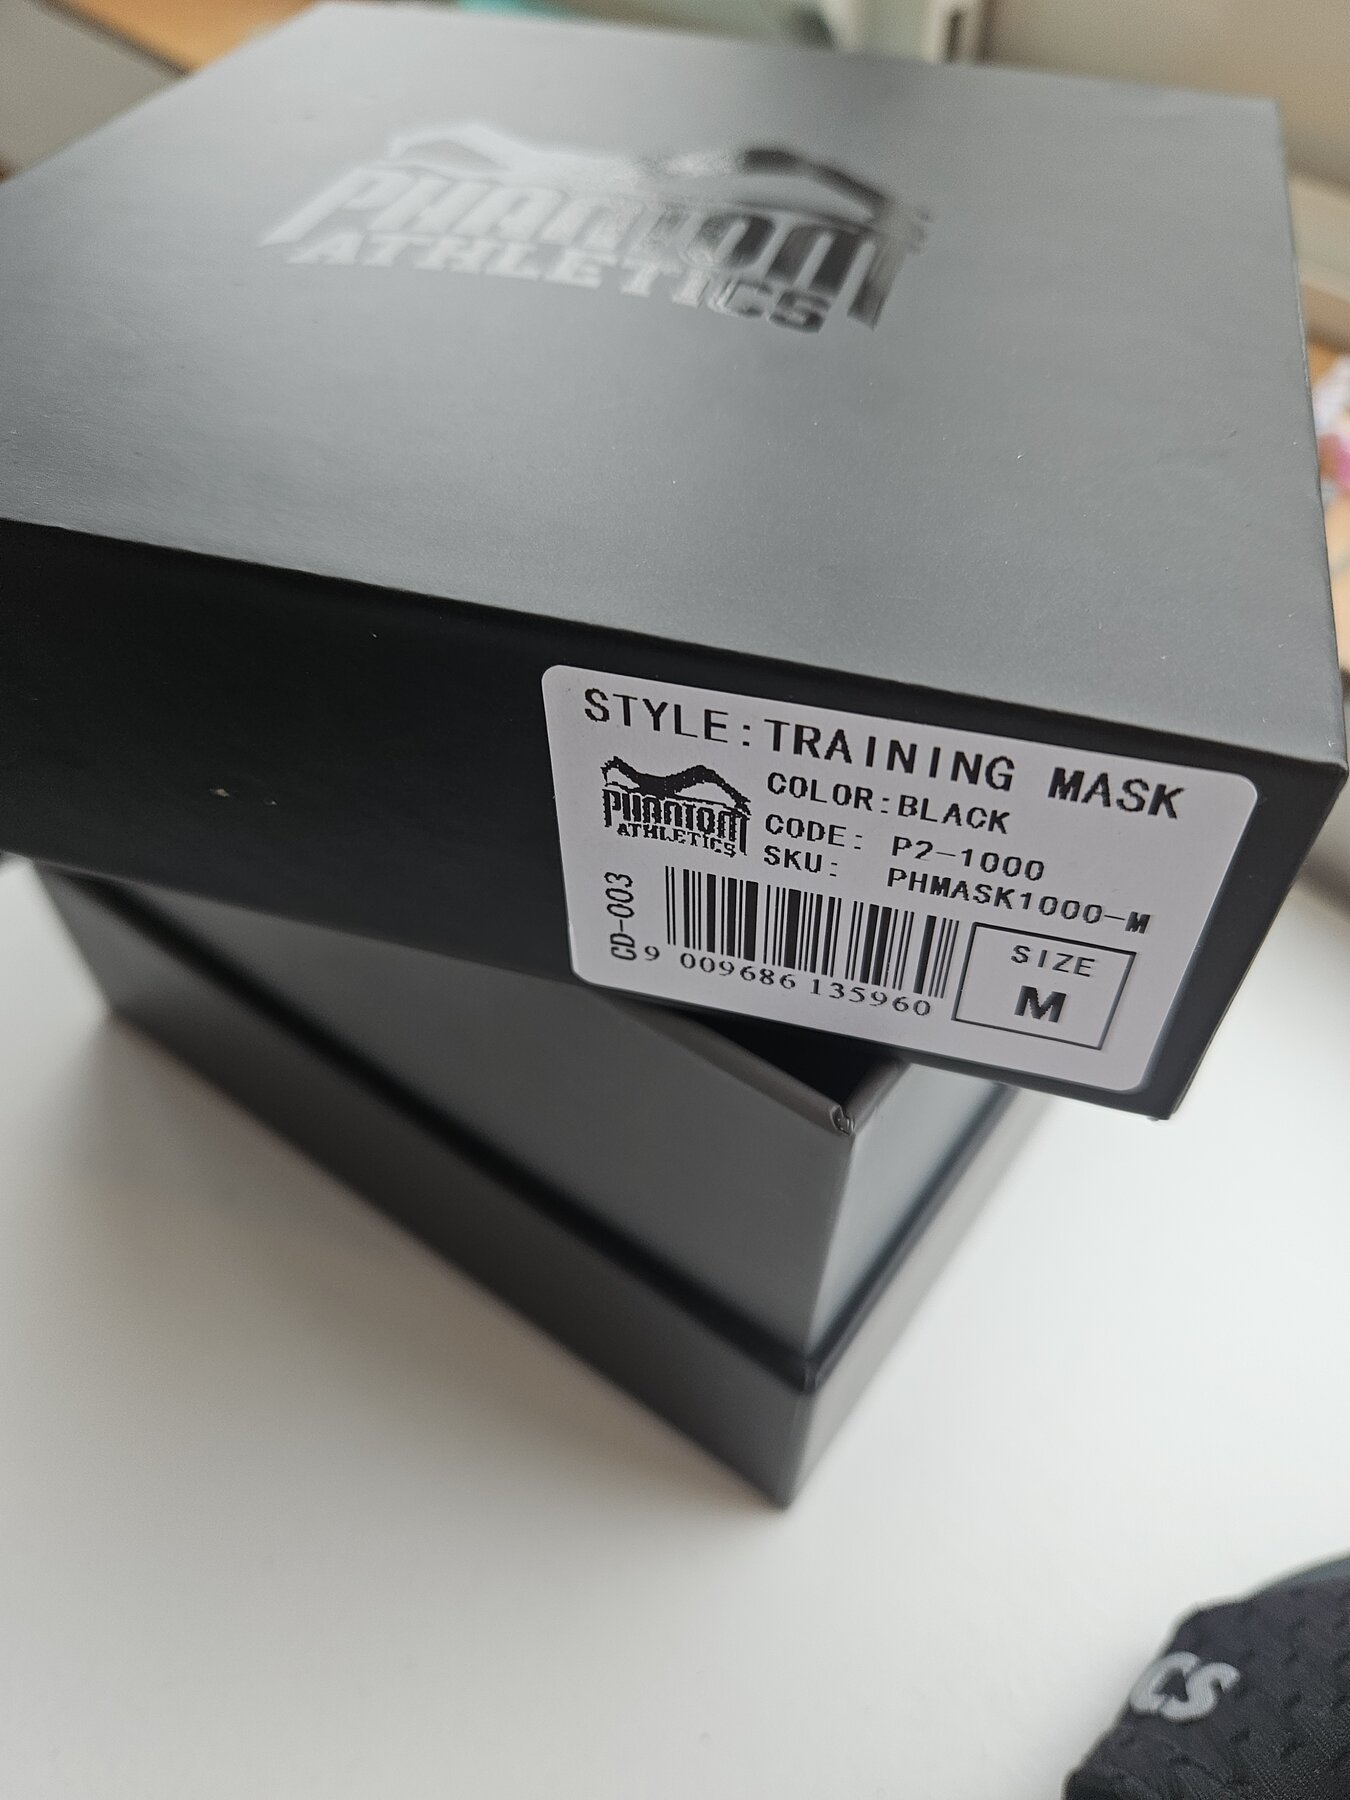 PHANTOM
ATHLETICS
STYLE:TRAINING MASK
PHANTOM
ATHLETICS
COLOR:BLACK
CODE: P2-1000
SKU: PHMASK1000-M
CD-003
9 009686 135960
SIZE
M
CS